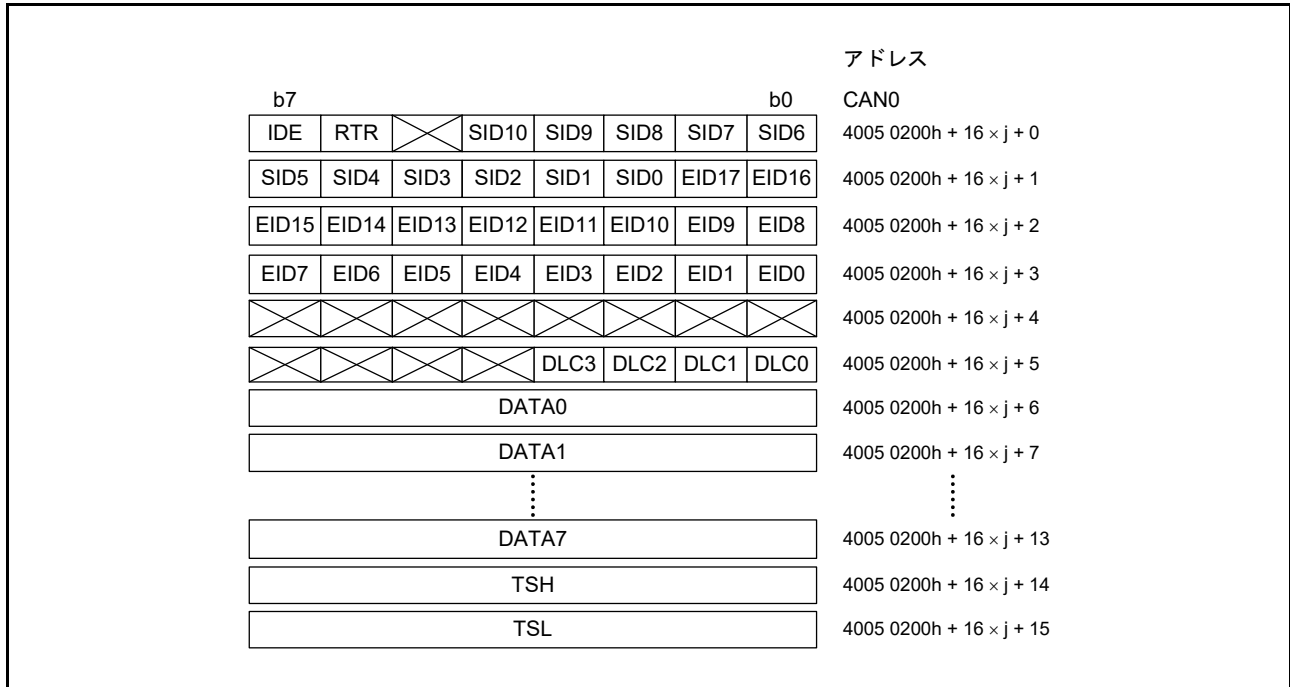 アドレス
b7 b0 CAN0
IDE RTR SID10 SID9 SID8 SID7 SID6 4005 0200h + 16 × j + 0
SID5 SID4 SID3 SID2 SID1 SID0 EID17 EID16 4005 0200h + 16 × j + 1
EID15 EID14 EID13 EID12 EID11 EID10 EID9 EID8 4005 0200h + 16 × j + 2
EID7 EID6 EID5 EID4 EID3 EID2 EID1 EID0 4005 0200h + 16 × j + 3
4005 0200h + 16 × j + 4
DLC3 DLC2 DLC1 DLC0 4005 0200h + 16 × j + 5
DATA0 4005 0200h + 16 × j + 6
DATA1 4005 0200h + 16 × j + 7
DATA7 4005 0200h + 16 × j + 13
TSH 4005 0200h + 16 × j + 14
TSL 4005 0200h + 16 × j + 15